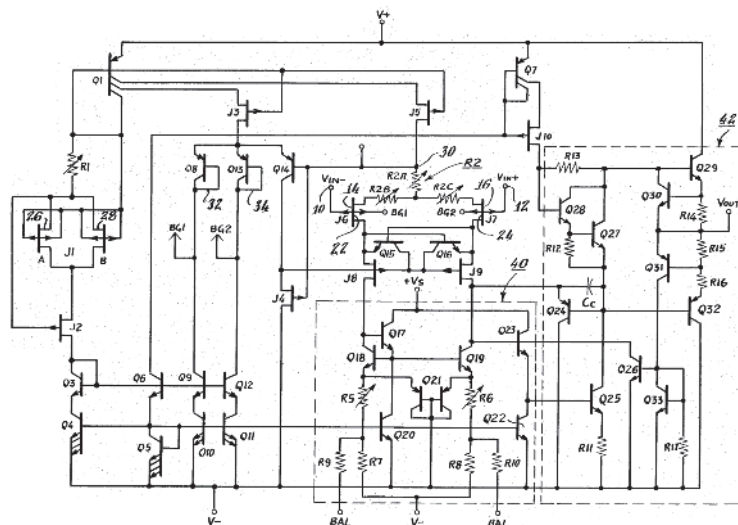 V+
Q1
Q7
42
J3
J5
J10
R1
30
R2
R13
Q29
Q8
Q13
Q14
VIN-
R2A
VIN+
Q30
R14
VOUT
26
28
32
34
10
14
R2B
R2C
16
12
Q28
J1
J6
BG1
BG2
J7
R12
Q27
R15
A
B
BG1
BG2
22
24
Q31
Q15
Q16
R16
J2
J8
J9
+VS
40
CC
J4
Q24
Q32
Q17
Q23
Q3
Q6
Q9
Q12
Q18
Q19
Q21
Q26
Q33
R5
R6
Q25
Q4
Q22
Q5
Q10
Q11
Q20
R11
R17
R9
R7
R8
R10
V-
BAL
V-
BAL